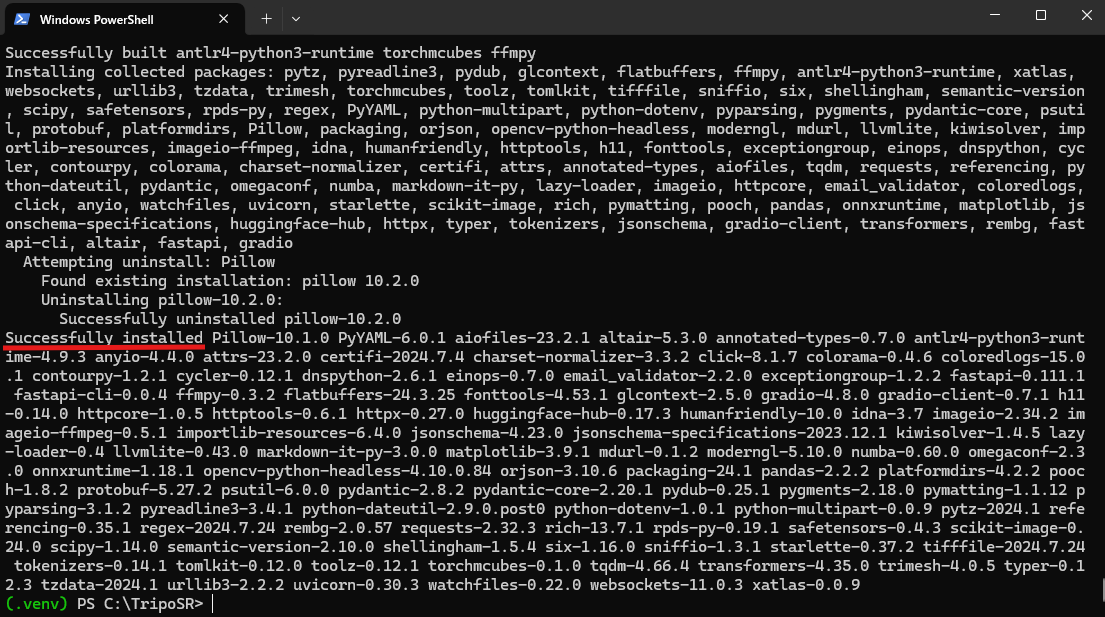 Windows PowerShell
Successfully built antlr4-python3-runtime torchmcubes ffmpy
Installing collected packages: pytz, pyreadline3, pydub, glcontext, flatbuffers, ffmpy, antlr4-python3-runtime, xatlas,
websockets, urllib3, tzdata, trimesh, torchmcubes, toolz, tomlkit, tifffile, sniffio, six, shellingham, semantic-version
, scipy, safetensors, rpds-py, regex, PyYAML, python-multipart, python-dotenv, pyparsing, pygments, pydantic-core, psuti
l, protobuf, platformdirs, Pillow, packaging, orjson, opencv-python-headless, moderngl, mdurl, llvmlite, kiwisolver, imp
ortlib-resources, imageio-ffmpeg, idna, humanfriendly, httptools, h11, fonttools, exceptiongroup, einops, dnspython, cyc
ler, contourpy, colorama, charset-normalizer, certifi, attrs, annotated-types, aiofiles, tqdm, requests, referencing, py
thon-dateutil, pydantic, omegaconf, numba, markdown-it-py, lazy-loader, imageio, httpcore, email_validator, coloredlogs,
click, anyio, watchfiles, uvicorn, starlette, scikit-image, rich, pymatting, pooch, pandas, onnxruntime, matplotlib, js
onschema-specifications, huggingface-hub, httpx, typer, tokenizers, jsonschema, gradio-client, transformers, rembg, fast
api-cli, altair, fastapi, gradio
Attempting uninstall: Pillow
Found existing installation: pillow 10.2.0
Uninstalling pillow-10.2.0:
Successfully uninstalled pillow-10.2.0
Successfully installed Pillow-10.1.0 PyYAML-6.0.1 aiofiles-23.2.1 altair-5.3.0 annotated-types-0.7.0 antlr4-python3-runt
ime-4.9.3 anyio-4.4.0 attrs-23.2.0 certifi-2024.7.4 charset-normalizer-3.3.2 click-8.1.7 colorama-0.4.6 coloredlogs-15.0
.1 contourpy-1.2.1 cycler-0.12.1 dnspython-2.6.1 einops-0.7.0 email_validator-2.2.0 exceptiongroup-1.2.2 fastapi-0.111.1
fastapi-cli-0.0.4 ffmpy-0.3.2 flatbuffers-24.3.25 fonttools-4.53.1 glcontext-2.5.0 gradio-4.8.0 gradio-client-0.7.1 h11
-0.14.0 httpcore-1.0.5 httptools-0.6.1 httpx-0.27.0 huggingface-hub-0.17.3 humanfriendly-10.0 idna-3.7 imageio-2.34.2 im
ageio-ffmpeg-0.5.1 importlib-resources-6.4.0 jsonschema-4.23.0 jsonschema-specifications-2023.12.1 kiwisolver-1.4.5 lazy
-loader-0.4 llvmlite-0.43.0 markdown-it-py-3.0.0 matplotlib-3.9.1 mdurl-0.1.2 moderngl-5.10.0 numba-0.60.0 omegaconf-2.3
.0 onnxruntime-1.18.1 opencv-python-headless-4.10.0.84 orjson-3.10.6 packaging-24.1 pandas-2.2.2 platformdirs-4.2.2 pooc
h-1.8.2 protobuf-5.27.2 psutil-6.0.0 pydantic-2.8.2 pydantic-core-2.20.1 pydub-0.25.1 pygments-2.18.0 pymatting-1.1.12 p
yparsing-3.1.2 pyreadline3-3.4.1 python-dateutil-2.9.0.post0 python-dotenv-1.0.1 python-multipart-0.0.9 pytz-2024.1 refe
rencing-0.35.1 regex-2024.7.24 rembg-2.0.57 requests-2.32.3 rich-13.7.1 rpds-py-0.19.1 safetensors-0.4.3 scikit-image-0.
24.0 scipy-1.14.0 semantic-version-2.10.0 shellingham-1.5.4 six-1.16.0 sniffio-1.3.1 starlette-0.37.2 tifffile-2024.7.24
tokenizers-0.14.1 tomlkit-0.12.0 toolz-0.12.1 torchmcubes-0.1.0 tqdm-4.66.4 transformers-4.35.0 trimesh-4.0.5 typer-0.1
2.3 tzdata-2024.1 urllib3-2.2.2 uvicorn-0.30.3 watchfiles-0.22.0 websockets-11.0.3 xatlas-0.0.9
(.venv) PS C:\TripoSR>